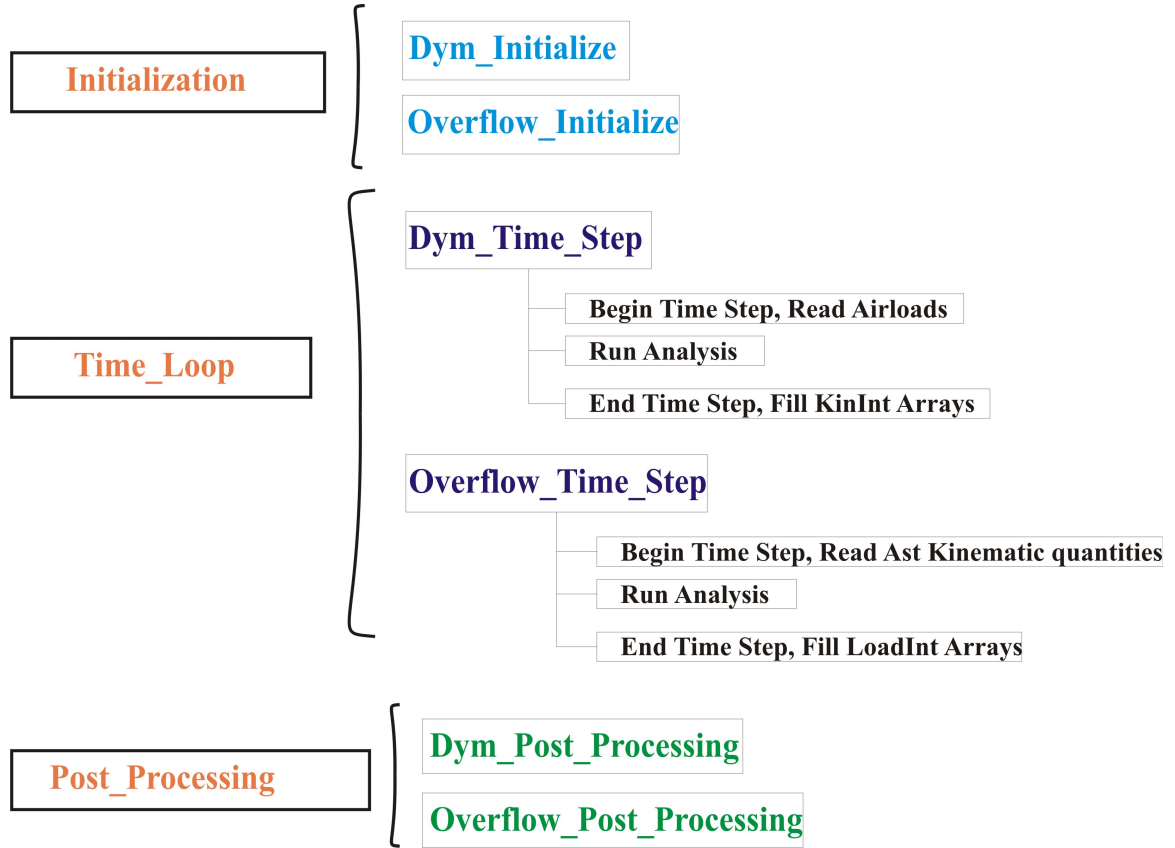 Initialization
Dym_Initialize
Overflow_Initialize
Time_Loop
Dym_Time_Step
Begin Time Step, Read Airloads
Run Analysis
End Time Step, Fill KinInt Arrays
Overflow_Time_Step
Begin Time Step, Read Ast Kinematic quantities
Run Analysis
End Time Step, Fill LoadInt Arrays
Post_Processing
Dym_Post_Processing
Overflow_Post_Processing